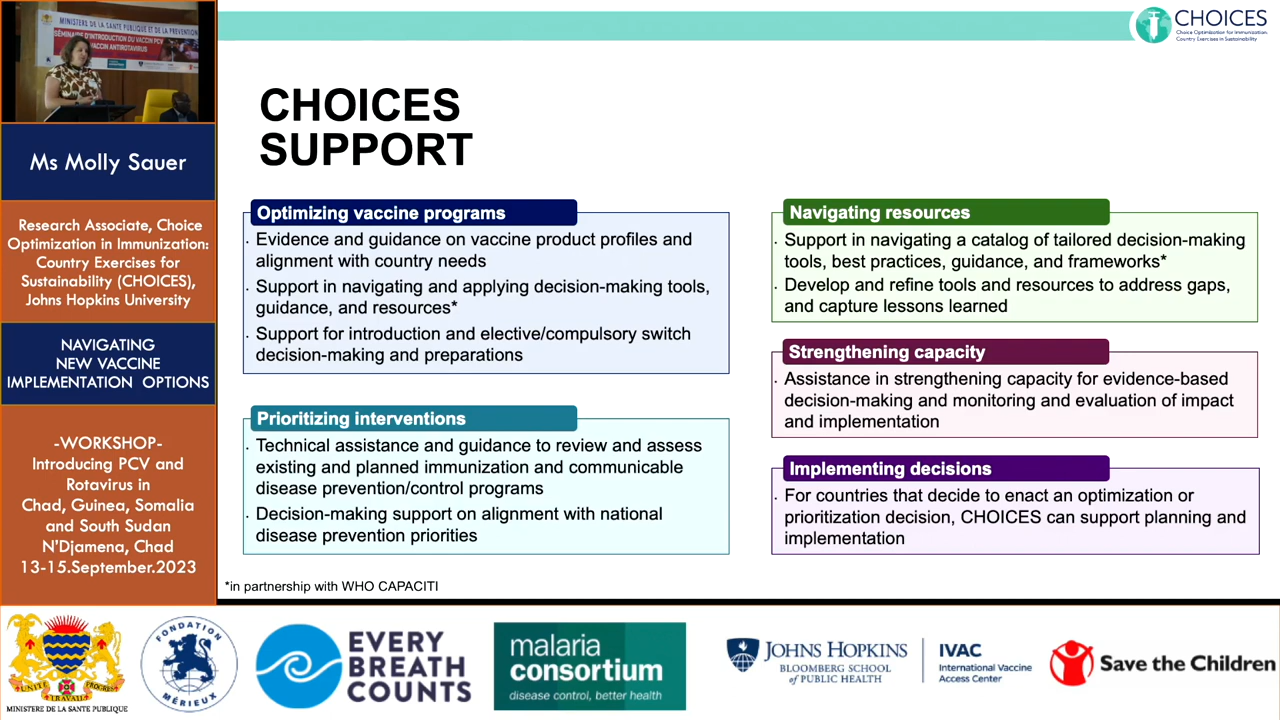 MINISTERE DE LA SANTE PUBLIQUE ET DE LA PREVENTION
SÉMINAIRE D'INTRODUCTION DU VACCIN PCV
VACCIN ANTIROTAVIRUS
Ms Molly Sauer
Research Associate, Choice
Optimization in Immunization:
Country Exercises for
Sustainability (CHOICES),
Johns Hopkins University
NAVIGATING
NEW VACCINE
IMPLEMENTATION OPTIONS
-WORKSHOP-
Introducing PCV and
Rotavirus in
Chad, Guinea, Somalia
and South Sudan
N'Djamena, Chad
13-15.September.2023
CHOICES
Choice Optimization for Immunization:
Country Exercises in Sustainability
CHOICES
SUPPORT
Optimizing vaccine programs
· Evidence and guidance on vaccine product profiles and
alignment with country needs
· Support in navigating and applying decision-making tools,
guidance, and resources*
· Support for introduction and elective/compulsory switch
decision-making and preparations
Prioritizing interventions
· Technical assistance and guidance to review and assess
existing and planned immunization and communicable
disease prevention/control programs
· Decision-making support on alignment with national
disease prevention priorities
Navigating resources
· Support in navigating a catalog of tailored decision-making
tools, best practices, guidance, and frameworks*
· Develop and refine tools and resources to address gaps,
and capture lessons learned
Strengthening capacity
· Assistance in strengthening capacity for evidence-based
decision-making and monitoring and evaluation of impact
and implementation
Implementing decisions
· For countries that decide to enact an optimization or
prioritization decision, CHOICES can support planning and
implementation
*in partnership with WHO CAPACITI
UNITE TRAVAIL PROGRES
MINISTERE DE LA SANTE PUBLIQUE
FONDATION
MÉRIEUX
EVERY
BREATH
COUNTS
malaria
consortium
disease control, better health
JOHNS HOPKINS
BLOOMBERG SCHOOL
of PUBLIC HEALTH
IVAC
International Vaccine
Access Center
Save the Children